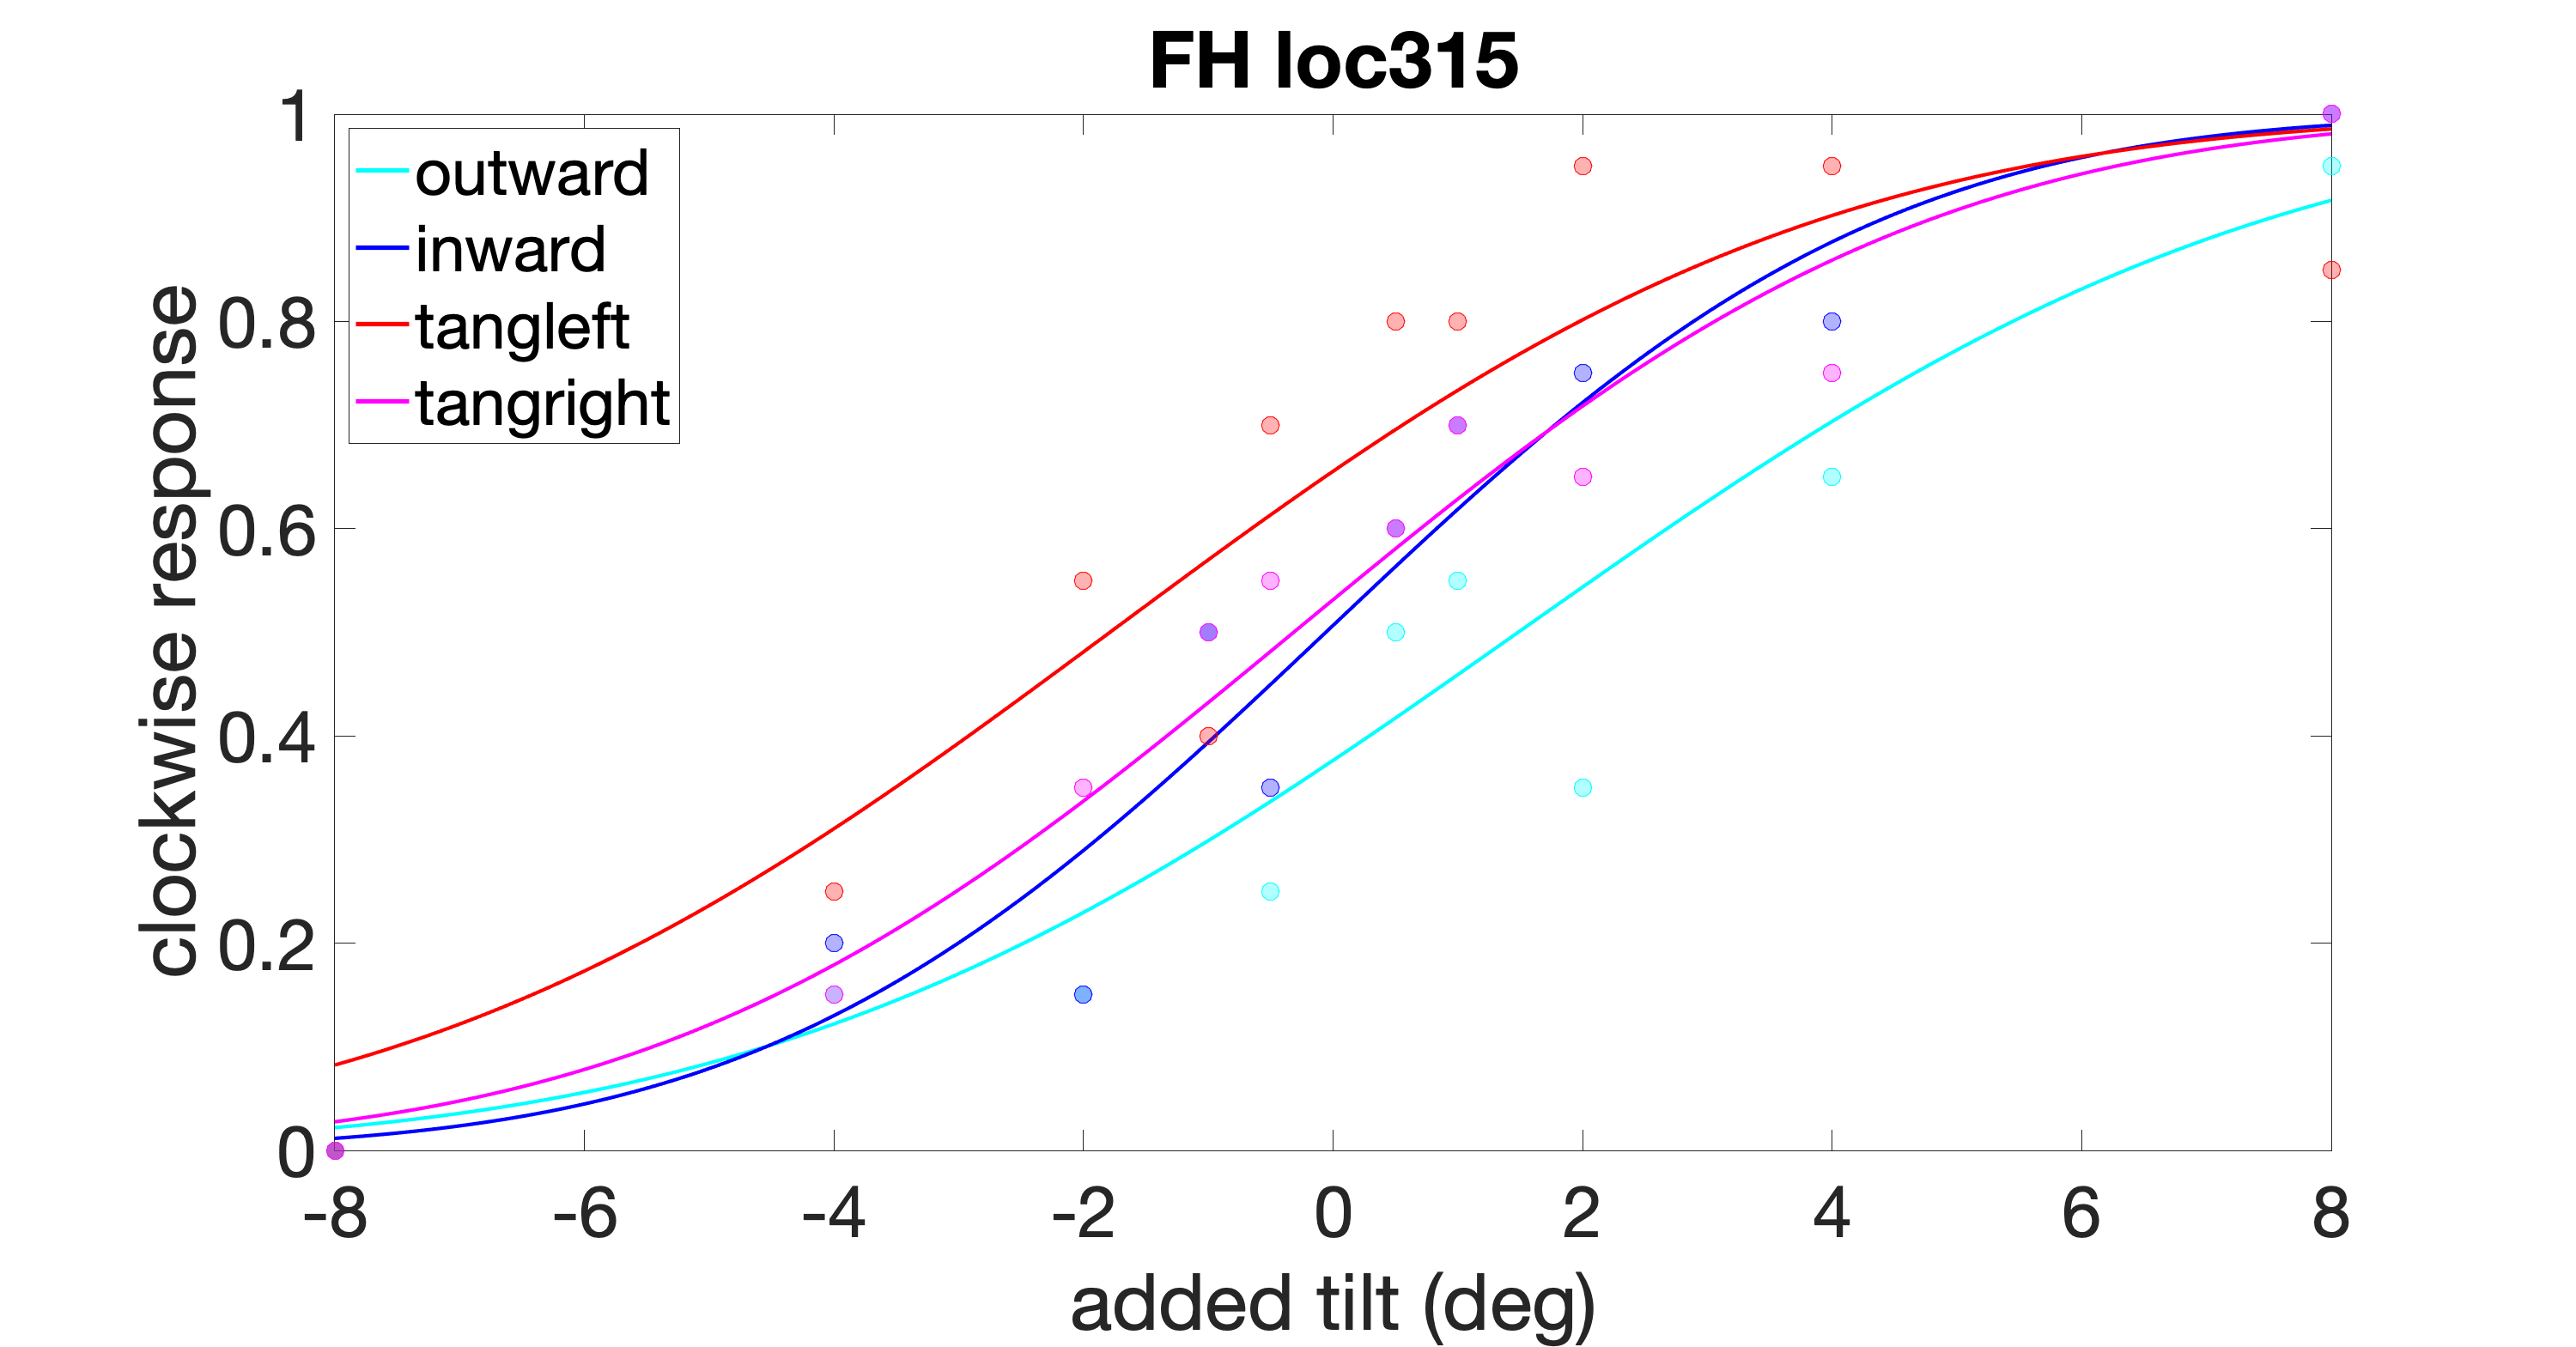 FH loc315
outward
inward
tangleft
tangright
clockwise response
1
0.8
0.6
0.4
0.2
0
-8 -6 -4 -2 0 2 4 6 8
added tilt (deg)